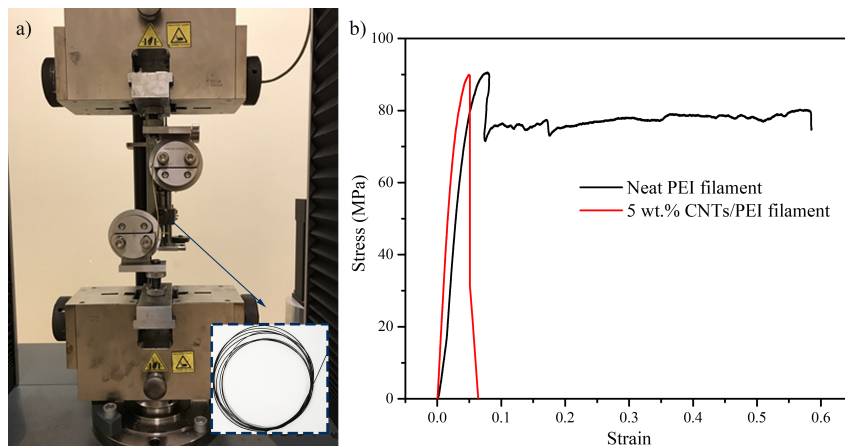 a)
b)
100
80
60
40
20
0
Stress (MPa)
Neat PEI filament
5 wt.% CNTs/PEI filament
0.0 0.1 0.2 0.3 0.4 0.5 0.6
Strain